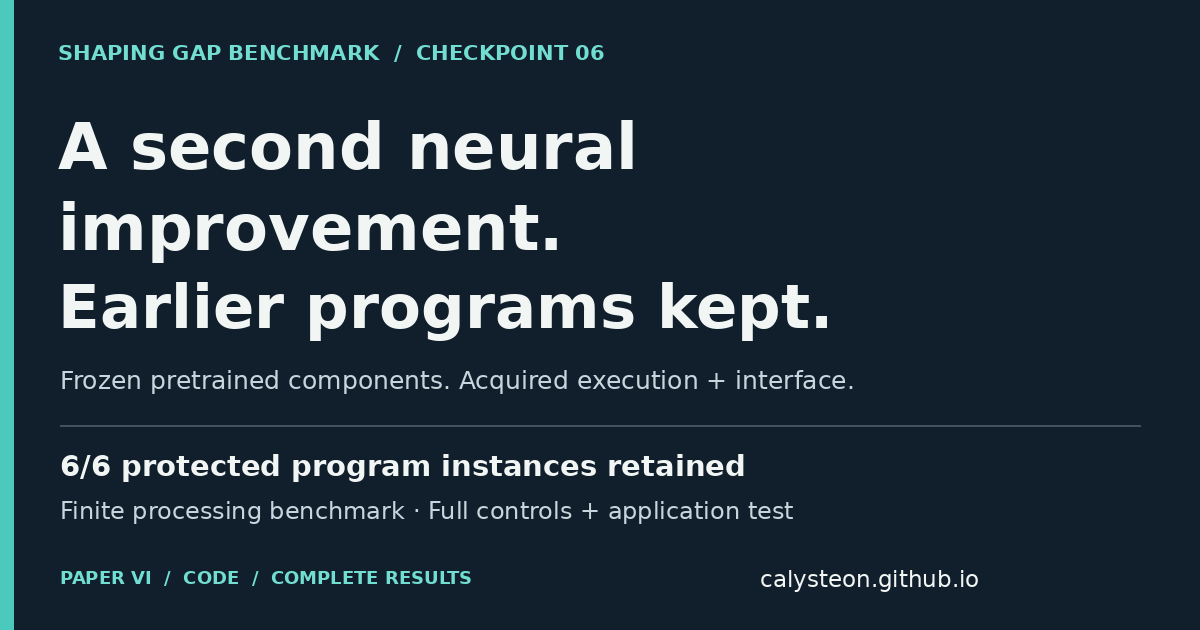 SHAPING GAP BENCHMARK / CHECKPOINT 06
A second neural
improvement.
Earlier programs kept.
Frozen pretrained components. Acquired execution + interface.
6/6 protected program instances retained
Finite processing benchmark · Full controls + application test
PAPER VI / CODE / COMPLETE RESULTS
calysteon.github.io